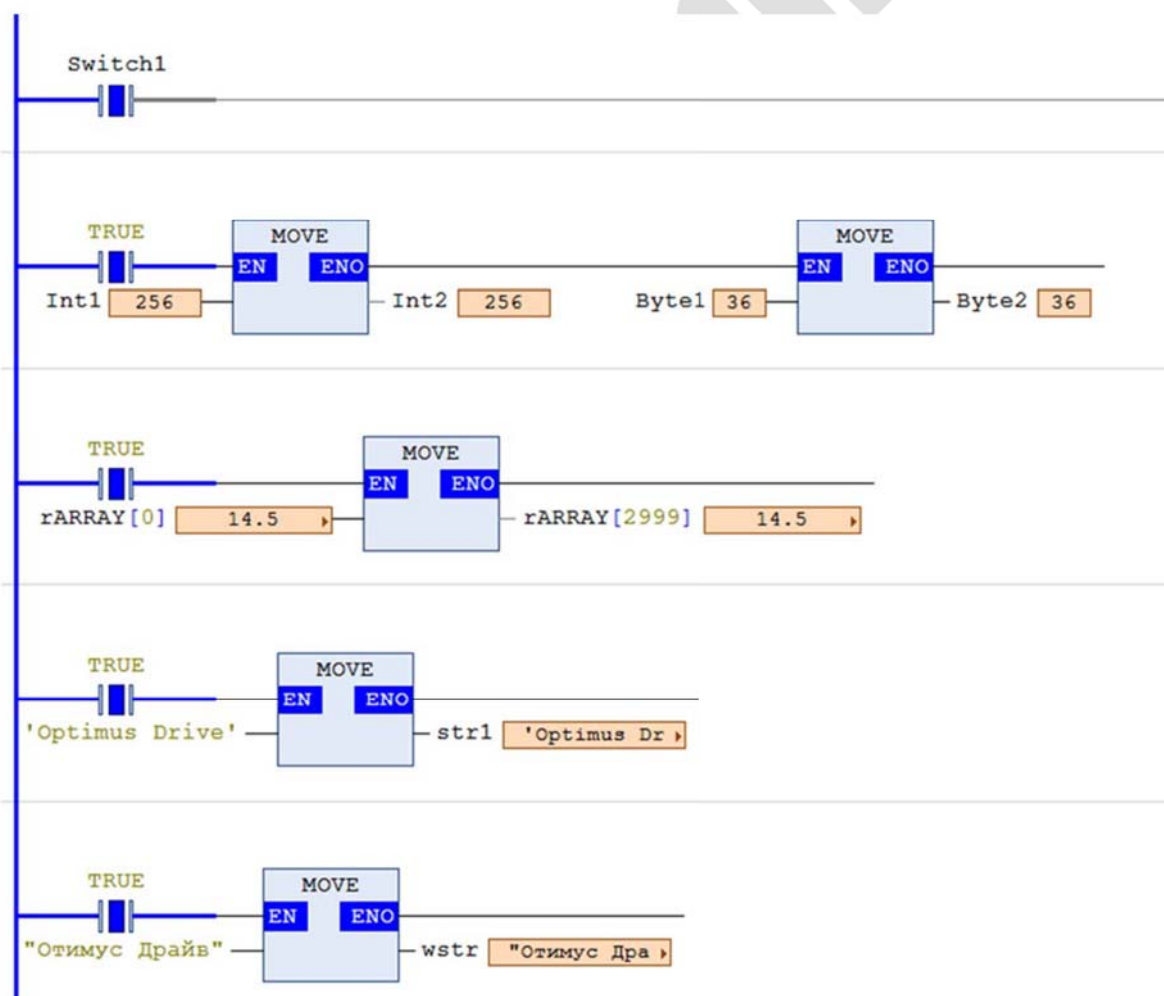 Switch1
TRUE MOVE MOVE
EN ENO EN ENO
Int1 256 Int2 256 Byte1 36 Byte2 36
TRUE MOVE
EN ENO
rARRAY[0] 14.5 rARRAY[2999] 14.5
TRUE MOVE
EN ENO
'Optimus Drive' str1 'Optimus Dr
TRUE MOVE
EN ENO
"Отимус Драйв" wstr "Отимус Дра